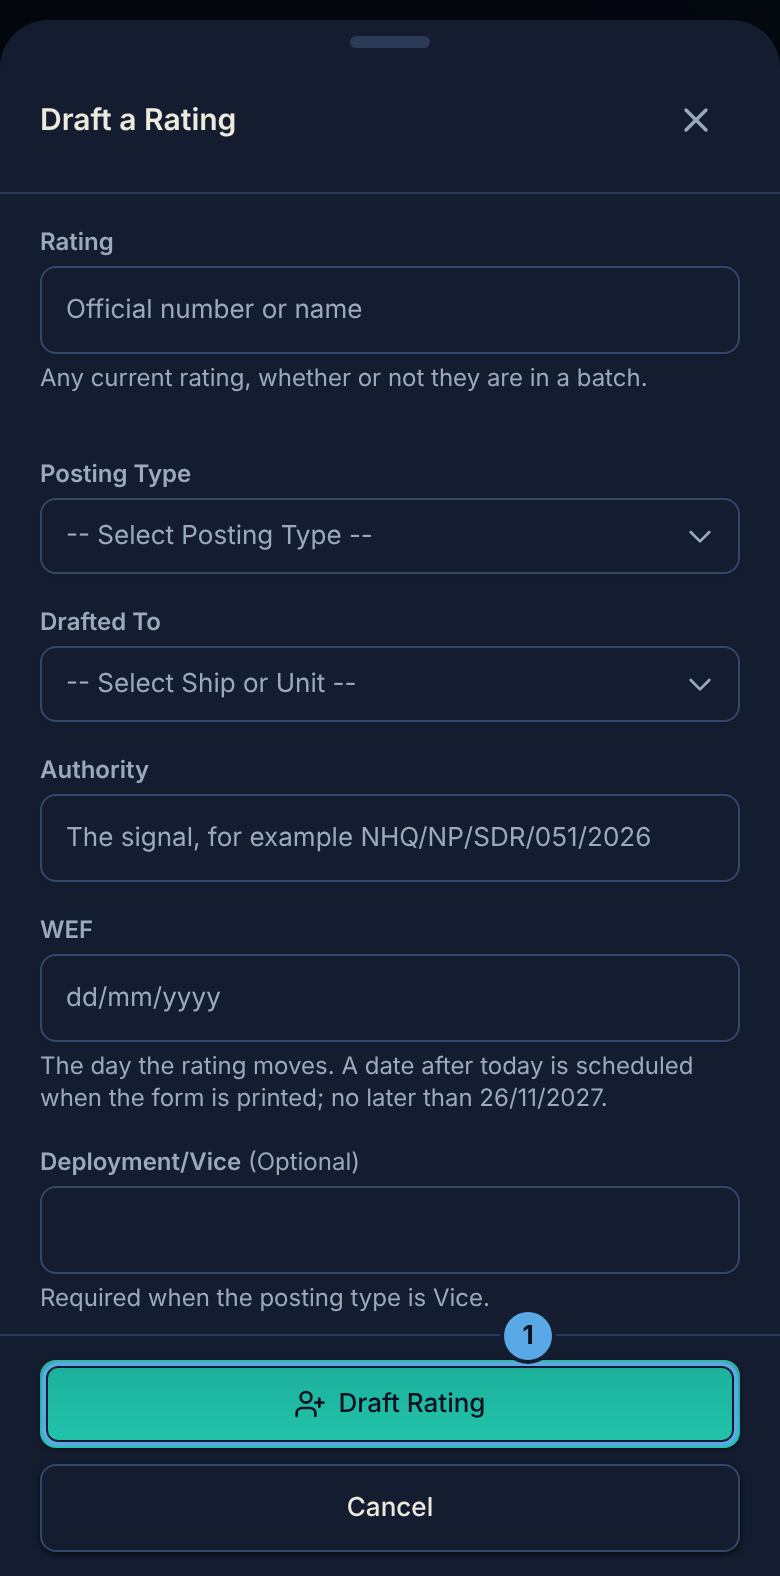 Draft a Rating
Rating
Official number or name
Any current rating, whether or not they are in a batch.
Posting Type
-- Select Posting Type --
Drafted To
-- Select Ship or Unit --
Authority
The signal, for example NHQ/NP/SDR/051/2026
WEF
dd/mm/yyyy
The day the rating moves. A date after today is scheduled
when the form is printed; no later than 26/11/2027.
Deployment/Vice (Optional)
Required when the posting type is Vice.
1
Draft Rating
Cancel